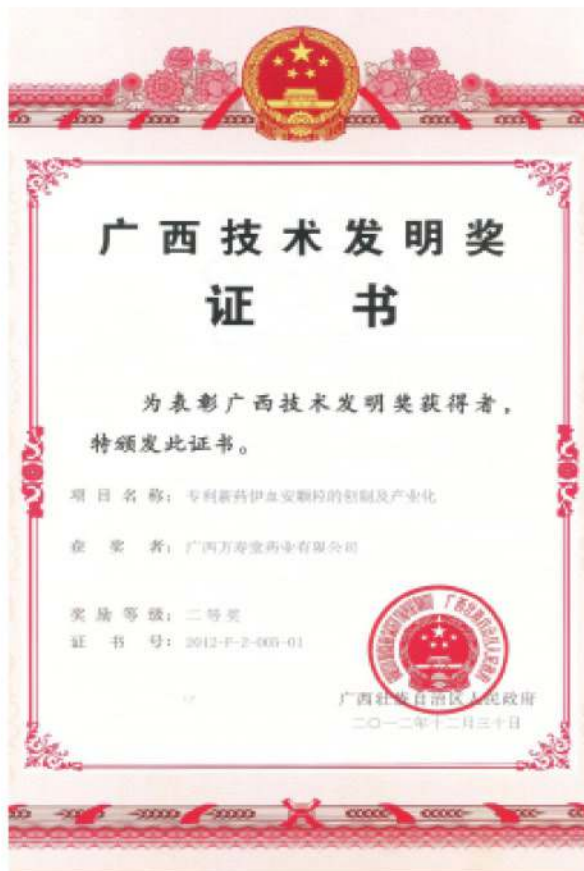 广西技术发明奖
证书
为表彰广西技术发明奖获得者,
特颁发此证书。
项目名称: 专利新药伊血安颗粒的创制及产业化
获奖者: 广西万寿堂药业有限公司
奖励等级: 二等奖
证书号: 2012-F-2-005-01
广西壮族自治区人民政府
二〇一二年十二月三十日